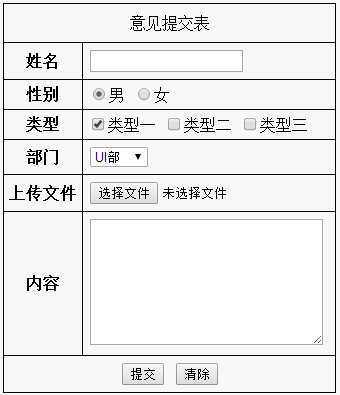 意见提交表
姓名
性别 男 女
类型 类型一 类型二 类型三
部门 UI部
上传文件 选择文件 未选择文件
内容
提交 清除